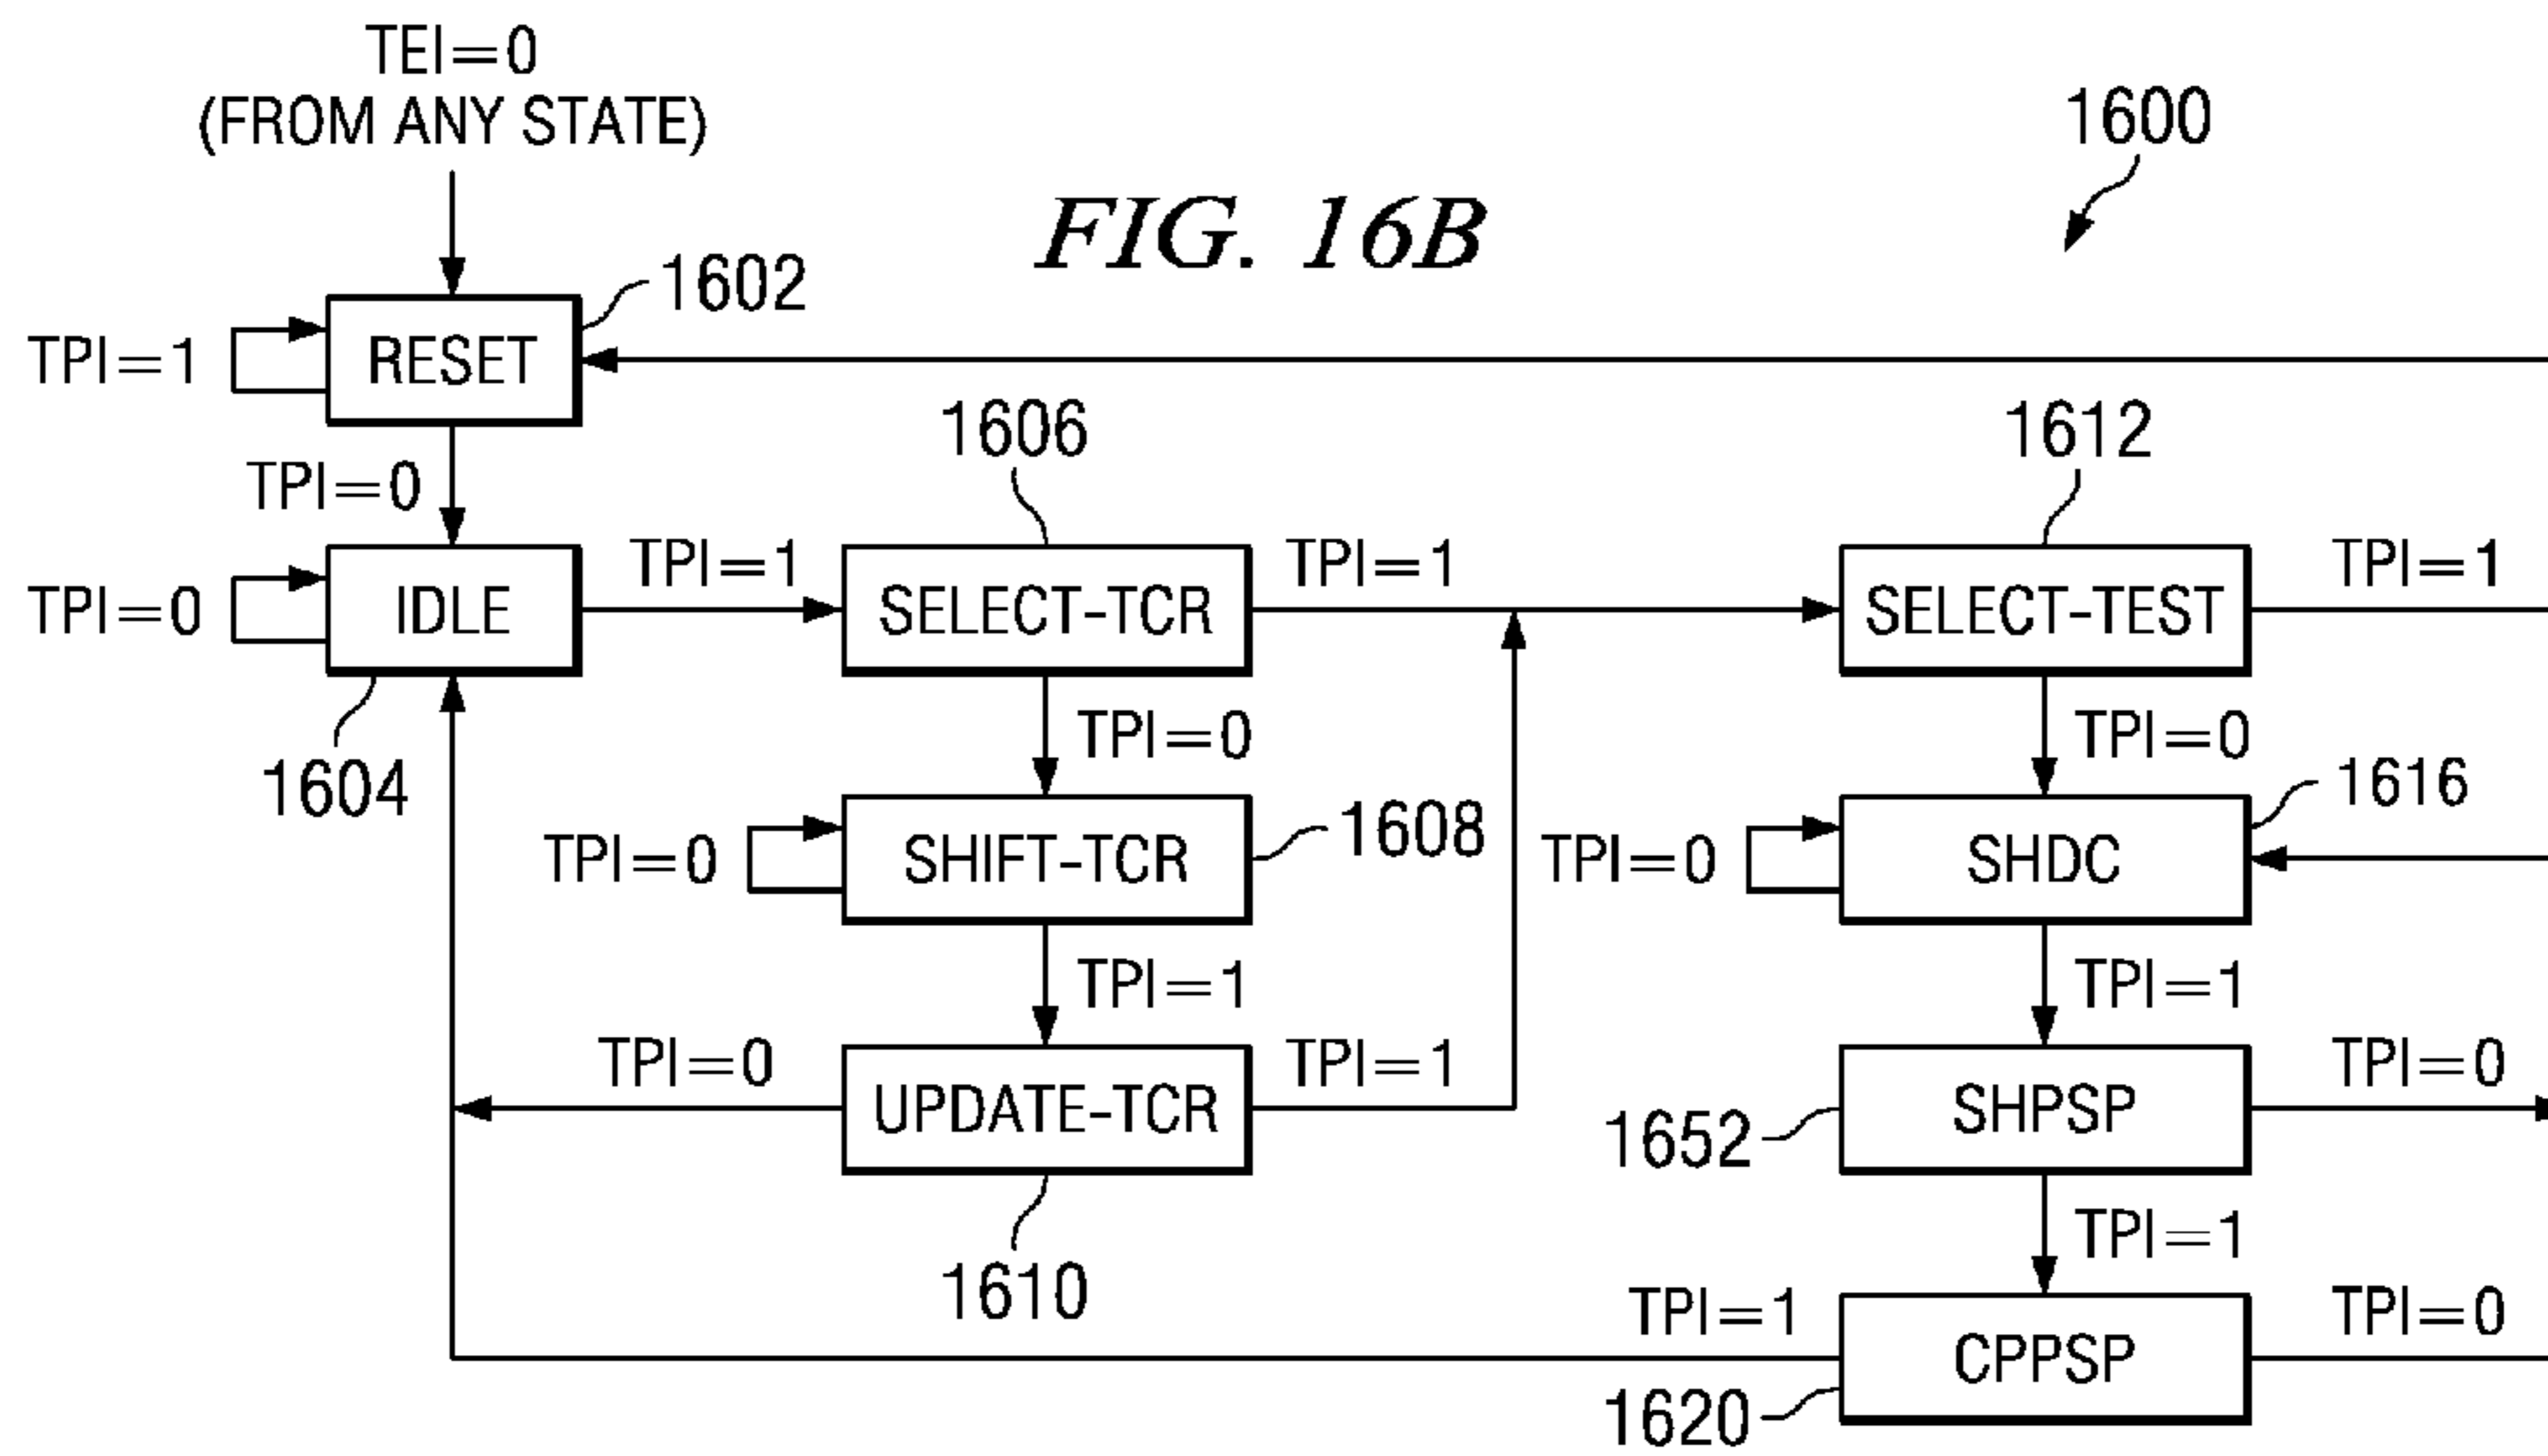 TEI=0
(FROM ANY STATE)
1600
FIG. 16B
1602
TPI=1
RESET
1606
1612
TPI=0
TPI=1
TPI=1
TPI=1
TPI=0
IDLE
SELECT-TCR
SELECT-TEST
TPI=0
TPI=0
1604
1616
TPI=0
SHIFT-TCR
1608
TPI=0
SHDC
TPI=1
TPI=1
TPI=0
TPI=1
TPI=0
UPDATE-TCR
SHPSP
1652
TPI=1
1610
TPI=1
TPI=0
CPPSP
1620